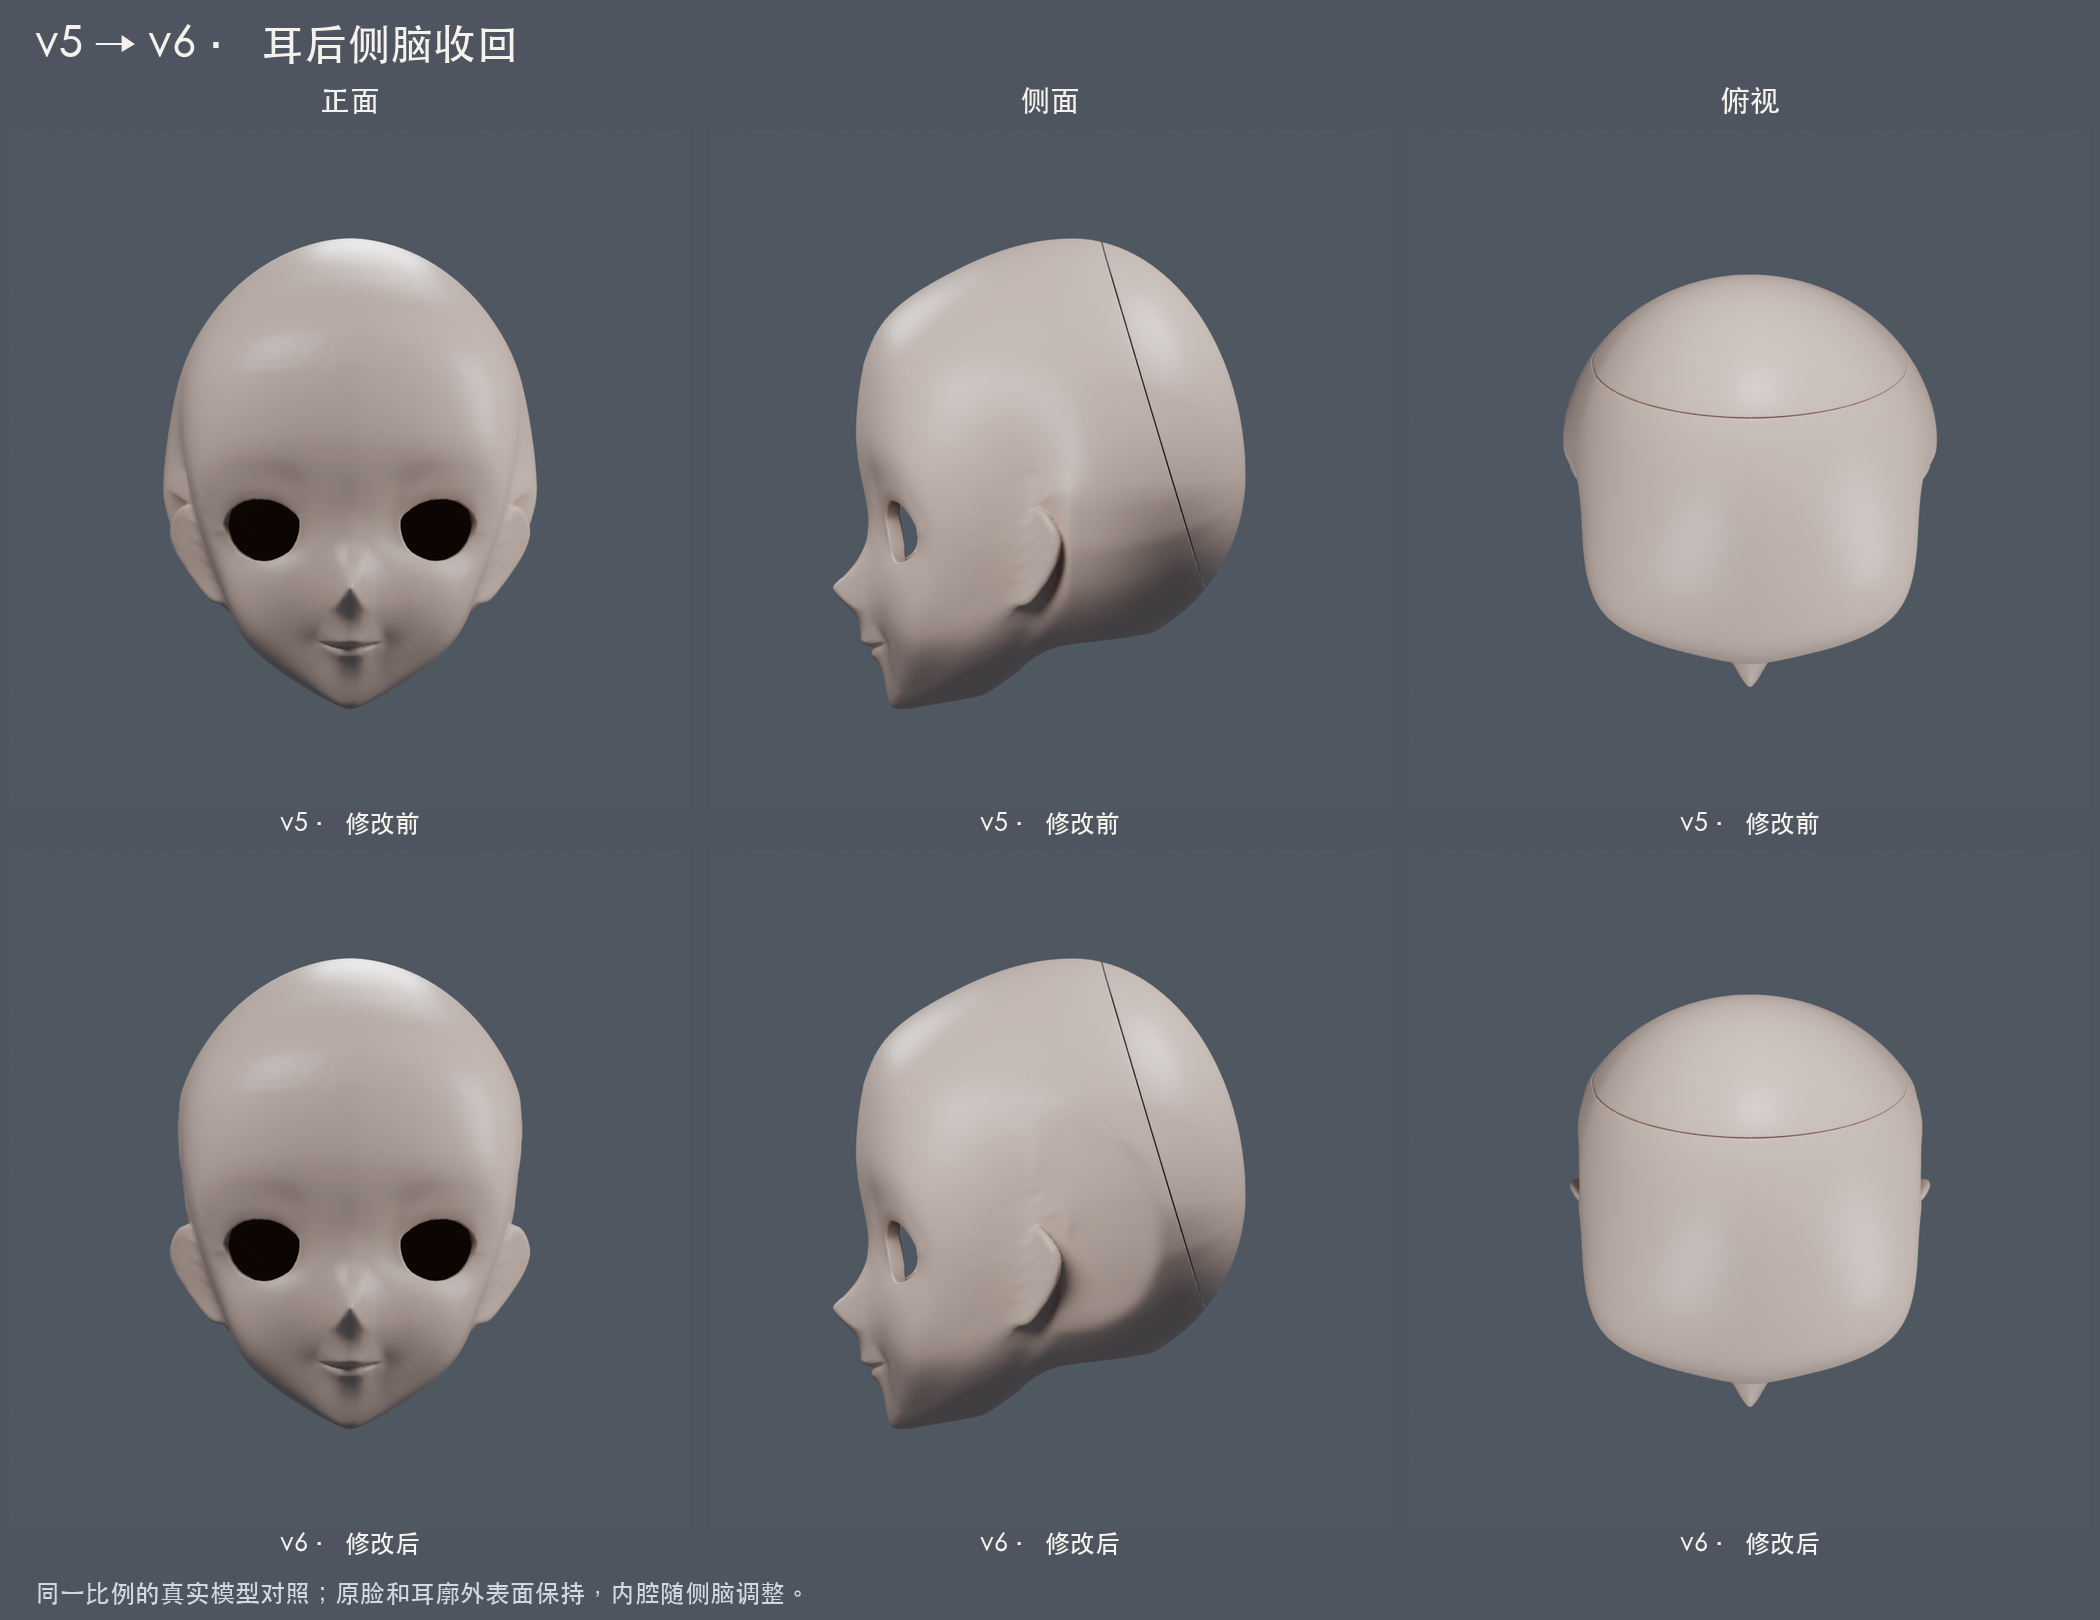 v5 → v6 · 耳后侧脑收回
正面 侧面 俯视
v5 · 修改前 v5 · 修改前 v5 · 修改前
v6 · 修改后 v6 · 修改后 v6 · 修改后
同一比例的真实模型对照；原脸和耳廓外表面保持，内腔随侧脑调整。